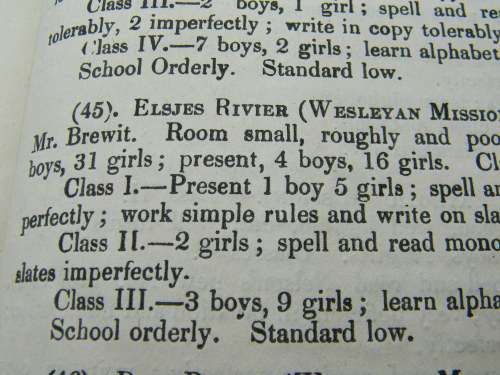 Class III.—2 boys, 1 girl; spell and re
tolerably, 2 imperfectly; write in copy tolerably
Class IV.—7 boys, 2 girls; learn alphabet
School Orderly. Standard low.
(45). ELSJES RIVIER (WESLEYAN MISSIO
Mr. Brewit. Room small, roughly and poo
boys, 31 girls; present, 4 boys, 16 girls. Cl
Class I.—Present 1 boy 5 girls; spell an
perfectly; work simple rules and write on sla
Class II.—2 girls; spell and read mono
slates imperfectly.
Class III.—3 boys, 9 girls; learn alpha
School orderly. Standard low.